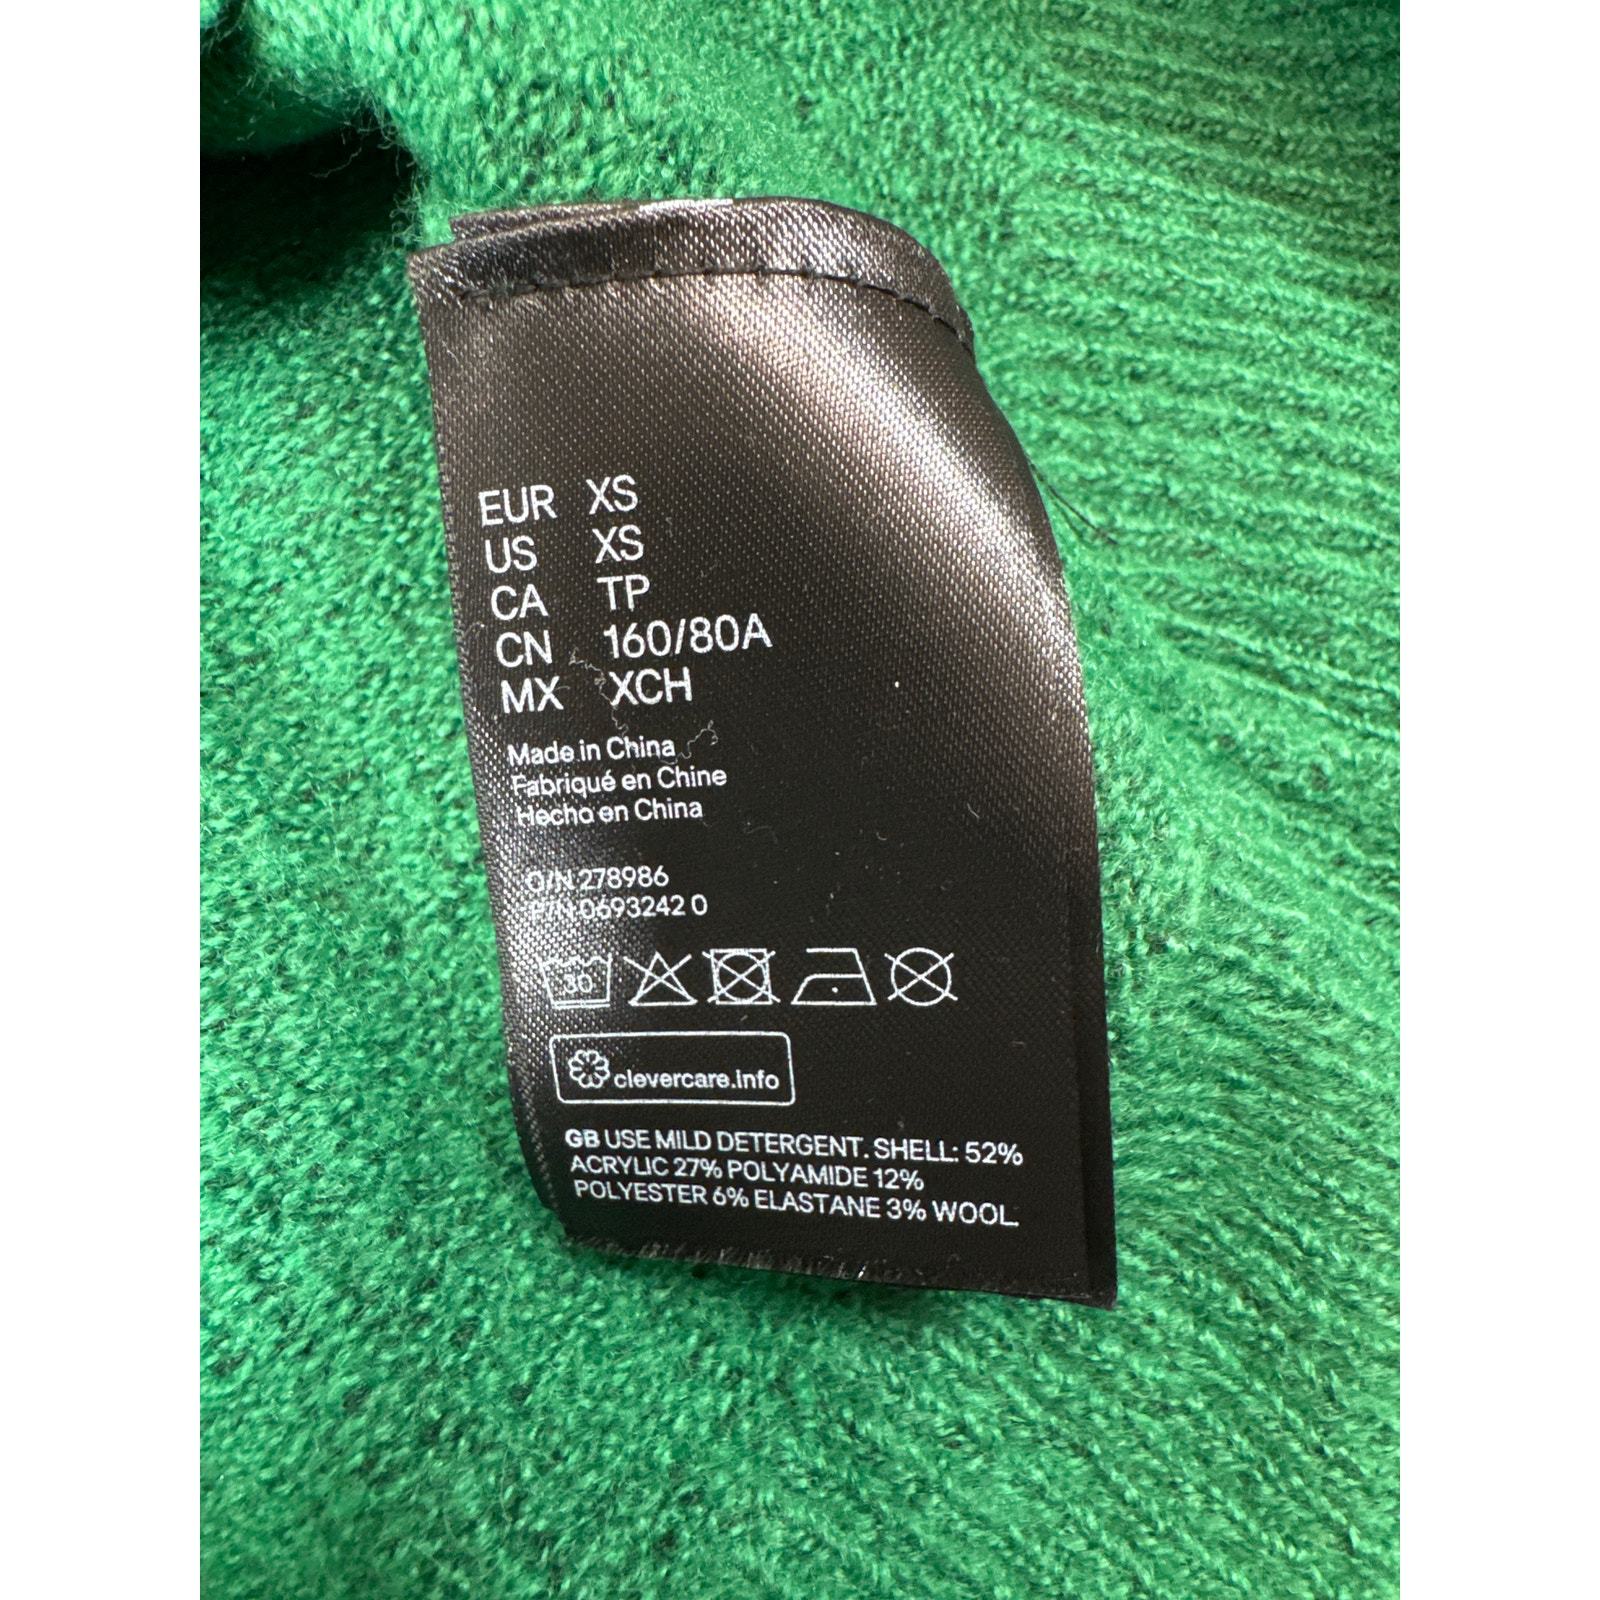 EUR XS
US XS
CA TP
CN 160/80A
MX XCH
Made in China
Fabriqué en Chine
Hecho en China
O/N 278986
P/N 0693242 0
30
clevercare.info
GB USE MILD DETERGENT. SHELL: 52%
ACRYLIC 27% POLYAMIDE 12%
POLYESTER 6% ELASTANE 3% WOOL.